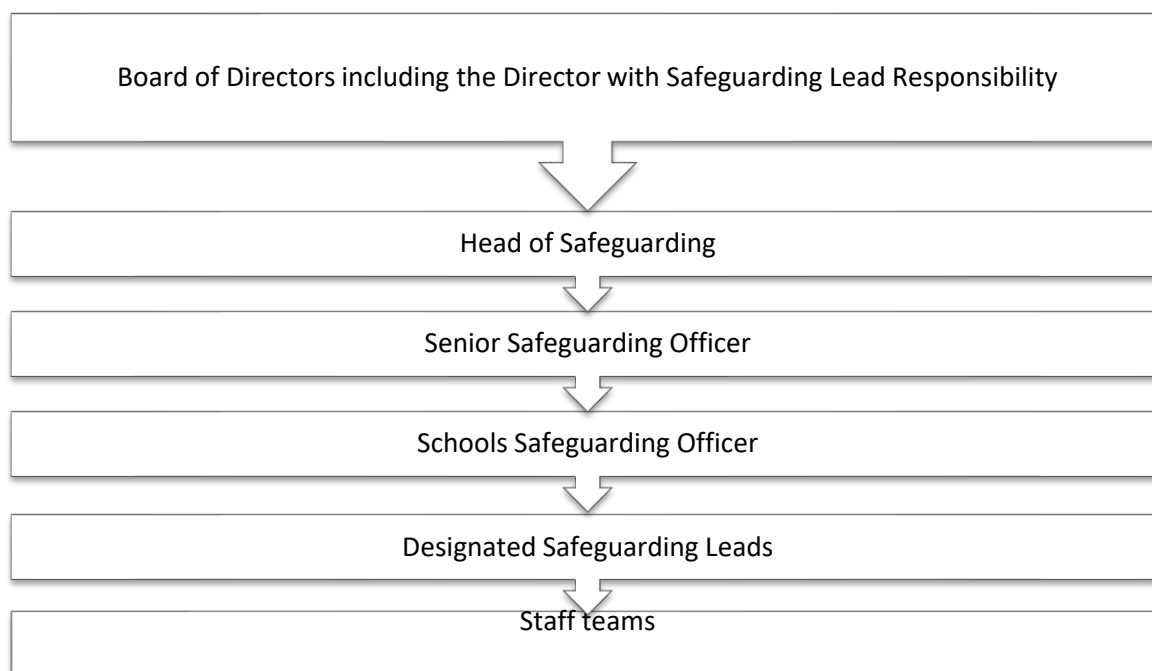 Board of Directors including the Director with Safeguarding Lead Responsibility
Head of Safeguarding
Senior Safeguarding Officer
Schools Safeguarding Officer
Designated Safeguarding Leads
Staff teams